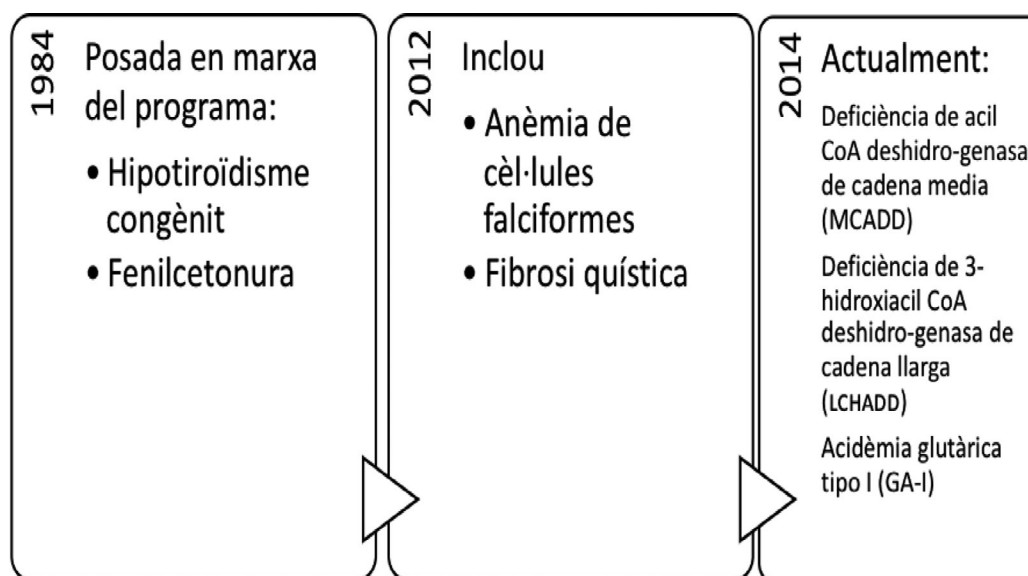 1984
Posada en marxa
del programa:
• Hipotiroïdisme
congènit
• Fenilcetonura
2012
Inclou
• Anèmia de
cèl·lules
falciformes
• Fibrosi quística
2014
Actualment:
Deficiència de acil
CoA deshidro-genasa
de cadena media
(MCADD)
Deficiència de 3-
hidroxiacil CoA
deshidro-genasa de
cadena llarga
(LCHADD)
Acidèmia glutàrica
tipo I (GA-I)